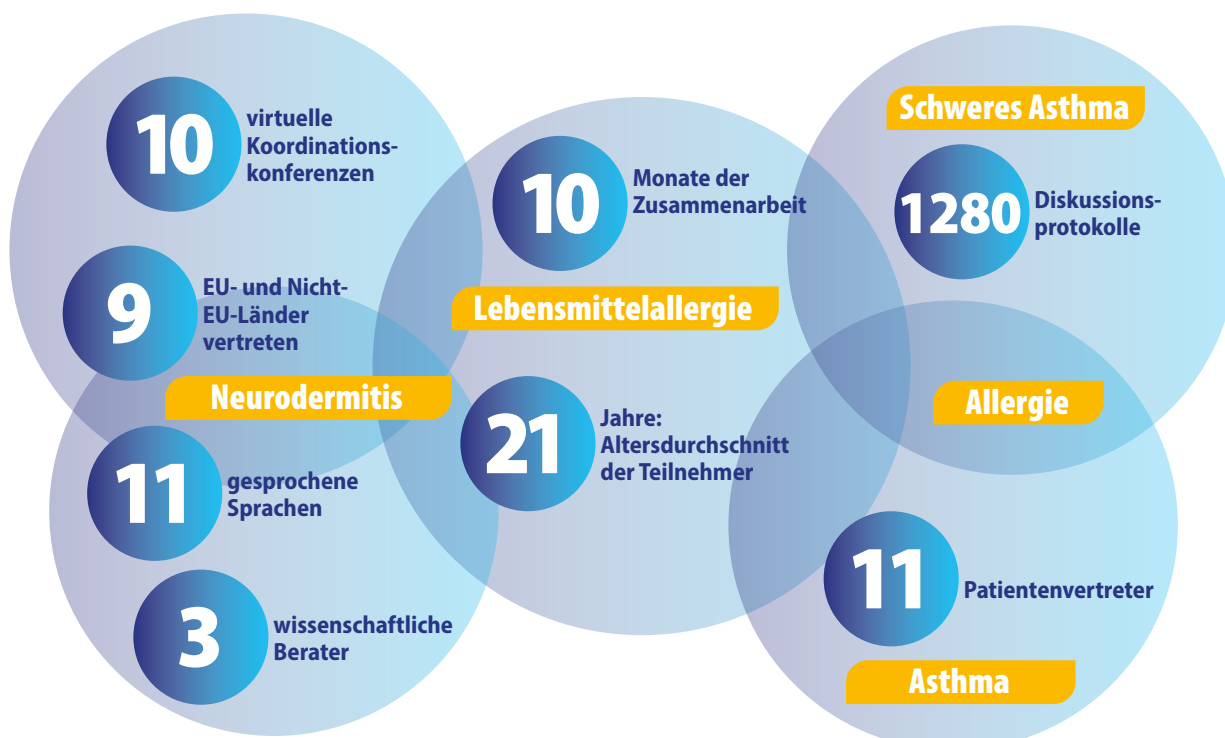 10
virtuelle
Koordinations-
konferenzen
9
EU- und Nicht-
EU-Länder
vertreten
Neurodermitis
11
gesprochene
Sprachen
3
wissenschaftliche
Berater
10
Monate der
Zusammenarbeit
Lebensmittelallergie
21
Jahre:
Altersdurchschnitt
der Teilnehmer
Schweres Asthma
1280
Diskussions-
protokolle
Allergie
11
Patientenvertreter
Asthma